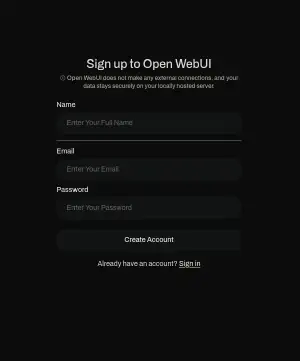 Sign up to Open WebUI
ⓘ Open WebUI does not make any external connections, and your
data stays securely on your locally hosted server.
Name
Enter Your Full Name
Email
Enter Your Email
Password
Enter Your Password
Create Account
Already have an account? Sign in